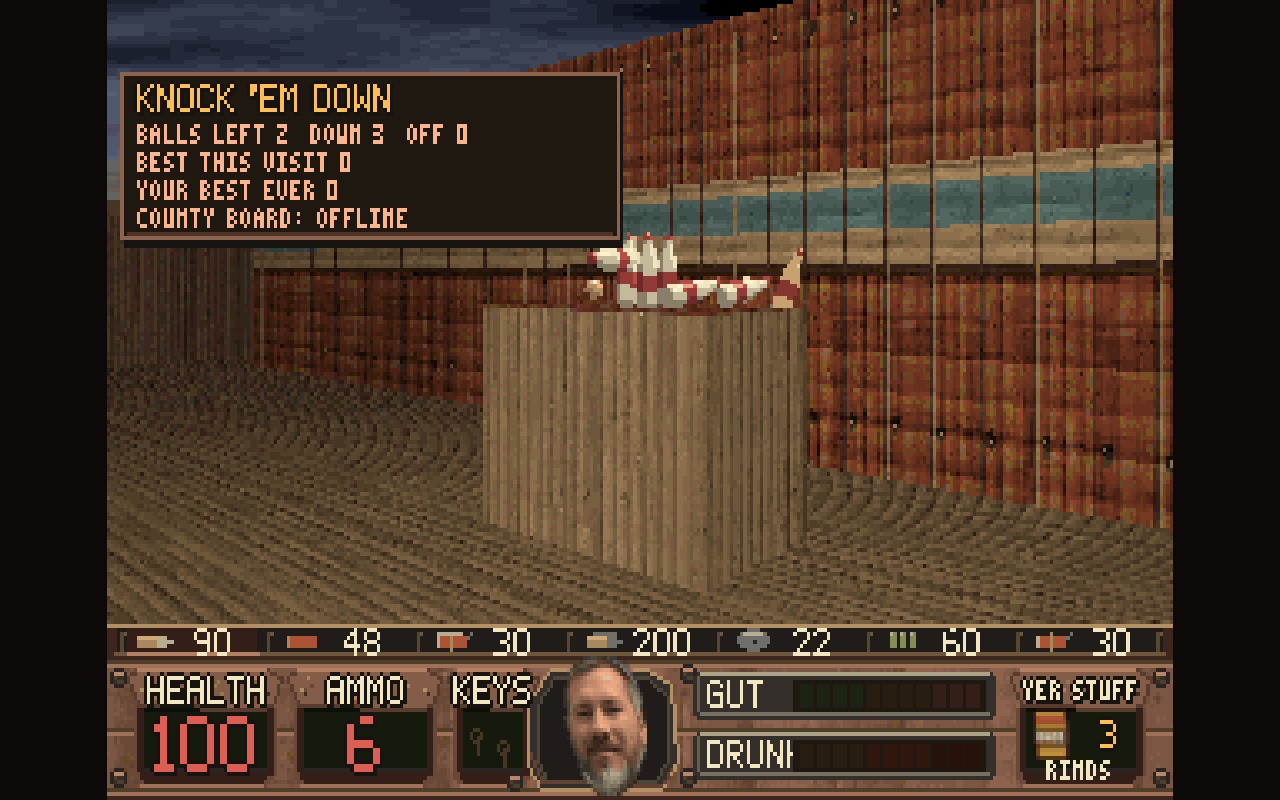 KNOCK 'EM DOWN
BALLS LEFT 2 DOWN 3 OFF 0
BEST THIS VISIT 0
YOUR BEST EVER 0
COUNTY BOARD: OFFLINE
90 48 30 200 22 60 30
HEALTH AMMO KEYS GUT YER STUFF
100 6 3
DRUNK RINDS